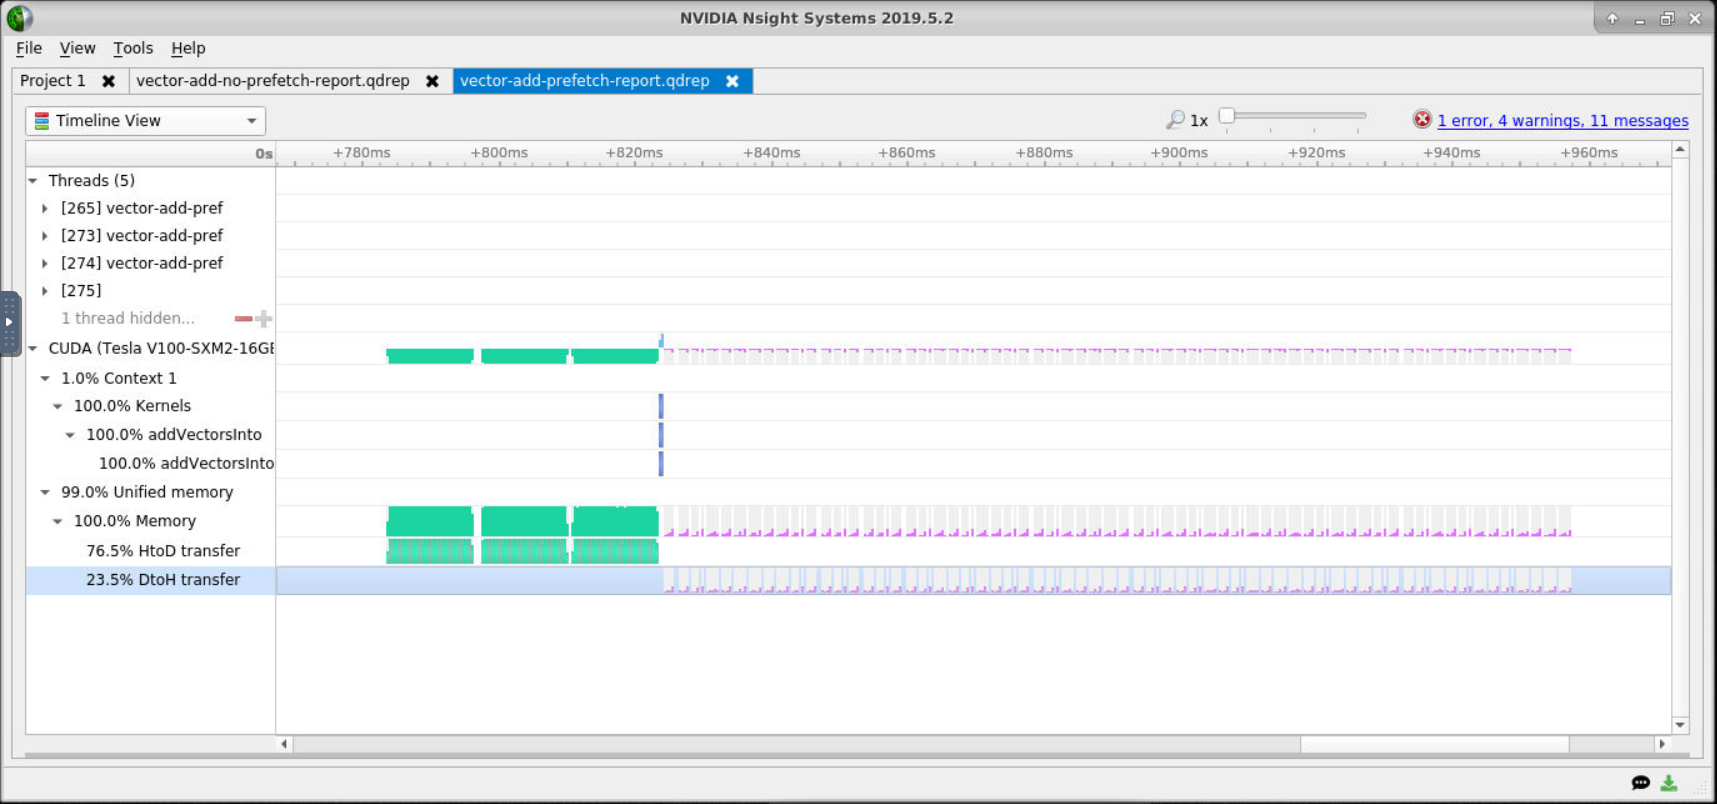 NVIDIA Nsight Systems 2019.5.2
File View Tools Help
Project 1 vector-add-no-prefetch-report.qdrep vector-add-prefetch-report.qdrep
Timeline View 1x 1 error, 4 warnings, 11 messages
0s +780ms +800ms +820ms +840ms +860ms +880ms +900ms +920ms +940ms +960ms
Threads (5)
[265] vector-add-pref
[273] vector-add-pref
[274] vector-add-pref
[275]
1 thread hidden...
CUDA (Tesla V100-SXM2-16GB
1.0% Context 1
100.0% Kernels
100.0% addVectorsInto
100.0% addVectorsInto
99.0% Unified memory
100.0% Memory
76.5% HtoD transfer
23.5% DtoH transfer